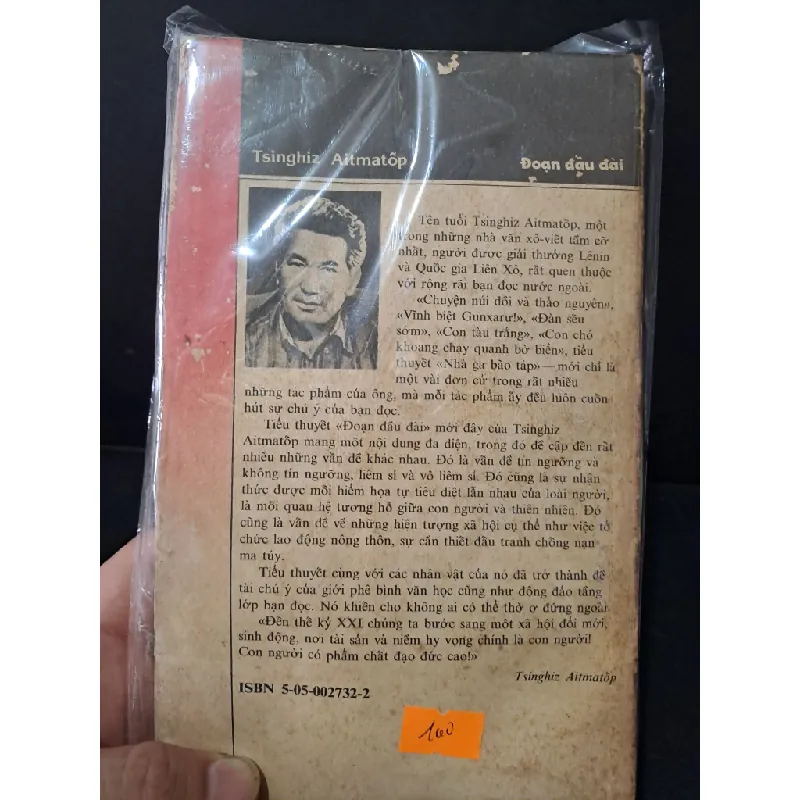 Tsinghiz Aitmatôp Đoạn đầu đài
Tên tuổi Tsinghiz Aitmatôp, một
trong những nhà văn xô-viết tầm cỡ
nhất, người được giải thưởng Lênin
và Quốc gia Liên Xô, rất quen thuộc
với rộng rãi bạn đọc nước ngoài.
«Chuyện núi đồi và thảo nguyên»,
«Vĩnh biệt Gunxarư!», «Đàn sếu
sớm», «Con tàu trắng», «Con chó
khoang chạy quanh bờ biển», tiểu
thuyết «Nhà ga bão táp»— mới chỉ là
một vài đơn cử trong rất nhiều
những tác phẩm của ông, mà mỗi tác phẩm ấy đều luôn cuốn
hút sự chú ý của bạn đọc.
Tiểu thuyết «Đoạn đầu đài» mới đây của Tsinghiz
Aitmatôp mang một nội dung đa diện, trong đó đề cập đến rất
nhiều những vấn đề khác nhau. Đó là vấn đề tín ngưỡng và
không tín ngưỡng, liêm sỉ và vô liêm sỉ. Đó cũng là sự nhận
thức được mối hiểm họa tự tiêu diệt lẫn nhau của loài người,
là mối quan hệ tương hỗ giữa con người và thiên nhiên. Đó
cũng là vấn đề về những hiện tượng xã hội cụ thể như việc tổ
chức lao động nông thôn, sự cần thiết đấu tranh chống nạn
ma túy.
Tiểu thuyết cùng với các nhân vật của nó đã trở thành đề
tài chú ý của giới phê bình văn học cũng như đông đảo tầng
lớp bạn đọc. Nó khiến cho không ai có thể thờ ơ đứng ngoài.
«Đến thế kỷ XXI chúng ta bước sang một xã hội đổi mới,
sinh động, nơi tài sản và niềm hy vọng chính là con người!
Con người có phẩm chất đạo đức cao!»
Tsinghiz Aitmatôp
ISBN 5-05-002732-2
100